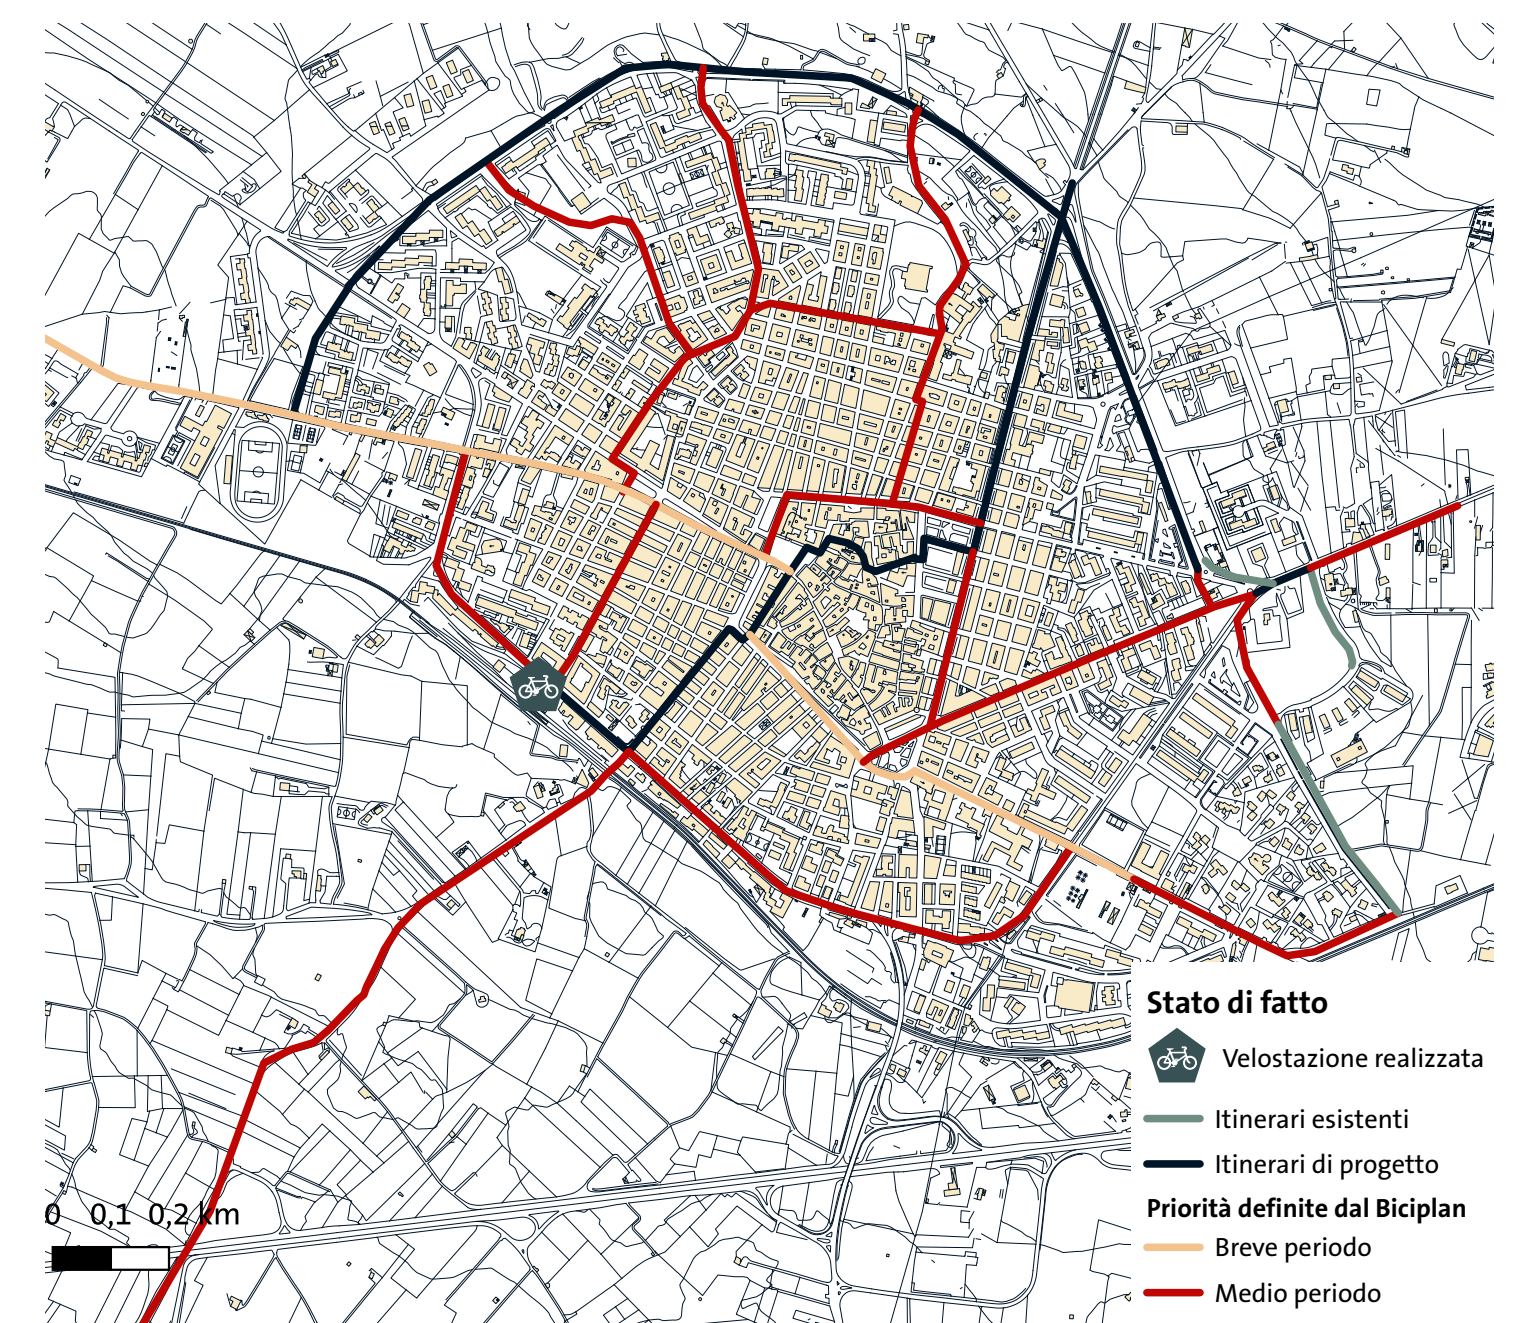 Stato di fatto
Velostazione realizzata
Itinerari esistenti
Itinerari di progetto
Priorità definite dal Biciplan
Breve periodo
Medio periodo
0 0,1 0,2 km